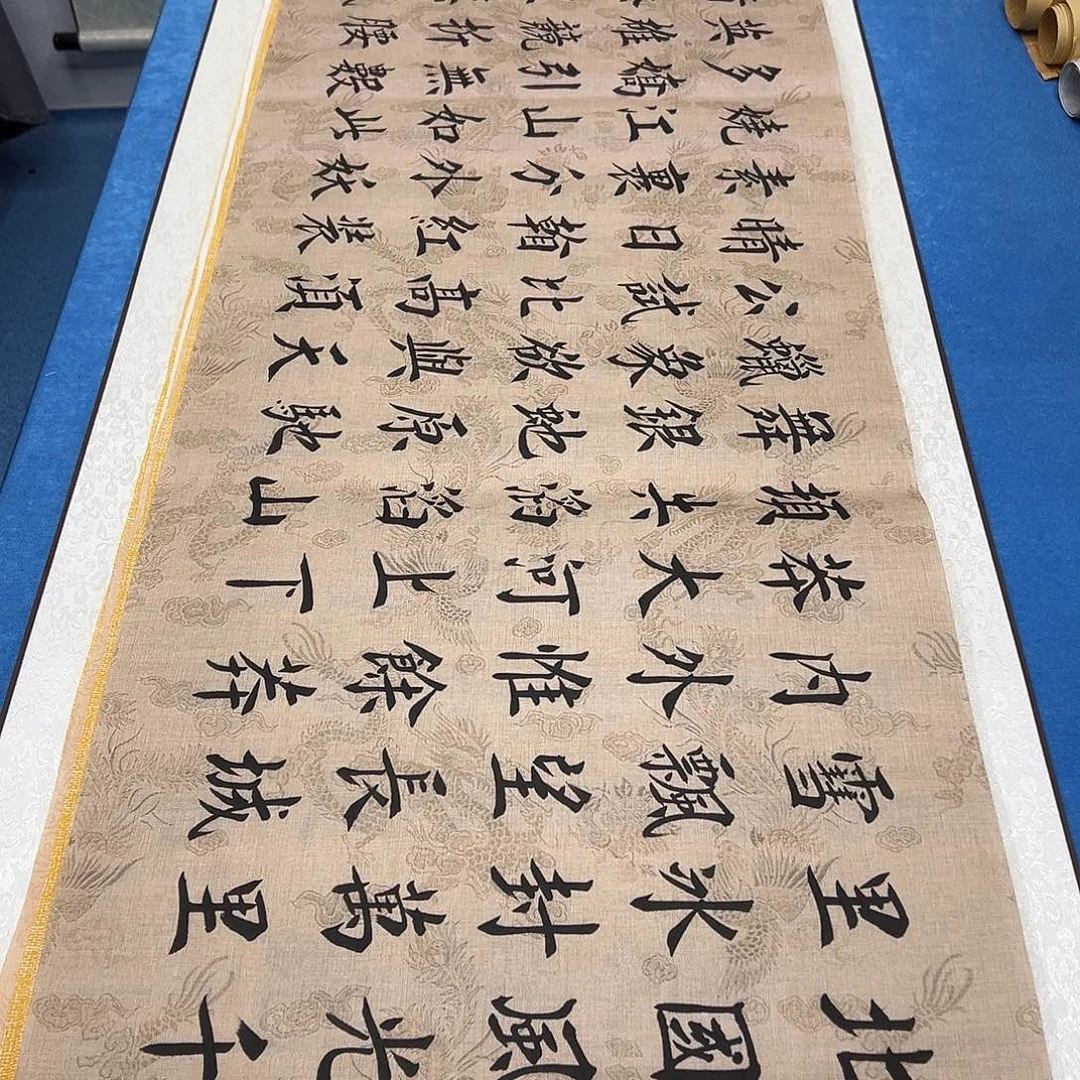 北國風光千
里冰封萬里
雪飄望長城
內外惟餘莽
莽大河上下
頓失滔滔山
舞銀蛇原馳
蠟象欲與天
公試比高須
晴日看紅裝
素裹分外妖
嬈江山如此
多嬌引無數
英雄競折腰